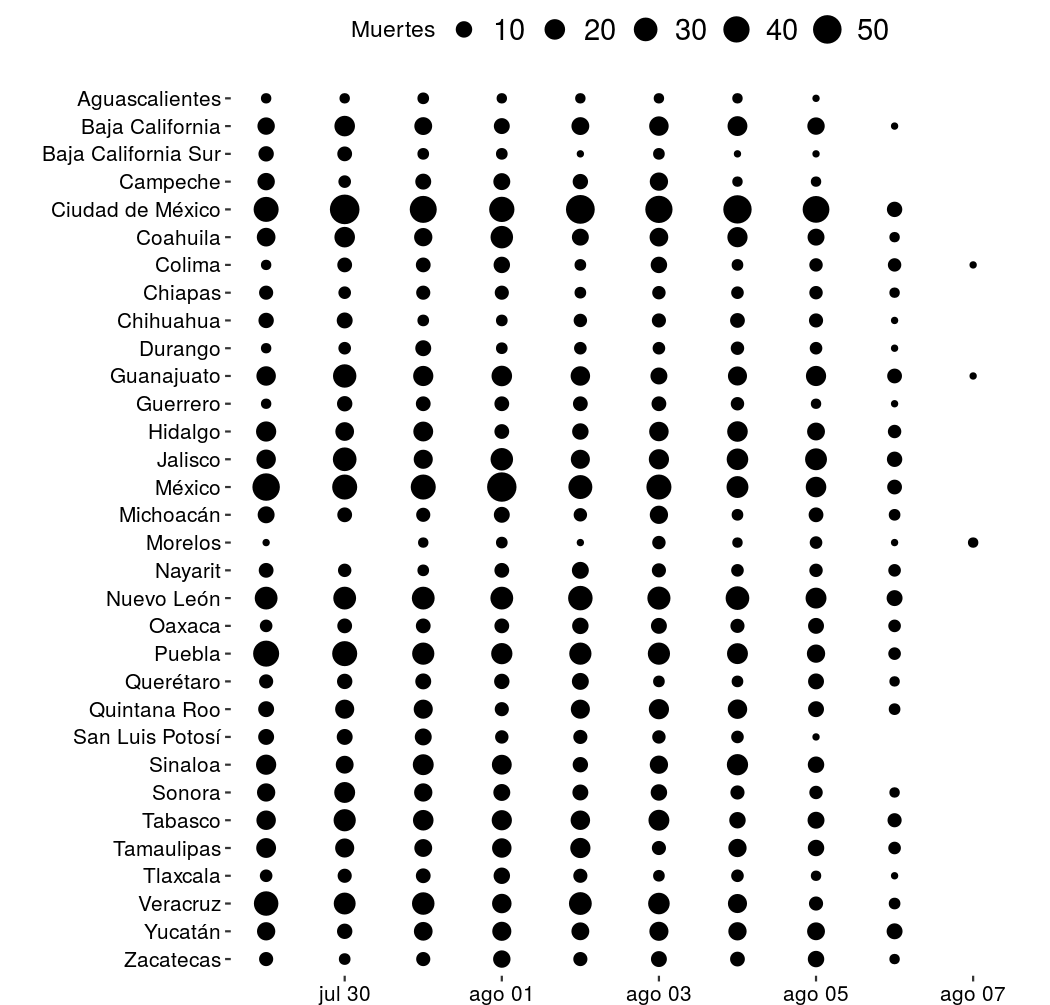 Muertes 10 20 30 40 50
Aguascalientes
Baja California
Baja California Sur
Campeche
Ciudad de México
Coahuila
Colima
Chiapas
Chihuahua
Durango
Guanajuato
Guerrero
Hidalgo
Jalisco
México
Michoacán
Morelos
Nayarit
Nuevo León
Oaxaca
Puebla
Querétaro
Quintana Roo
San Luis Potosí
Sinaloa
Sonora
Tabasco
Tamaulipas
Tlaxcala
Veracruz
Yucatán
Zacatecas
jul 30 ago 01 ago 03 ago 05 ago 07